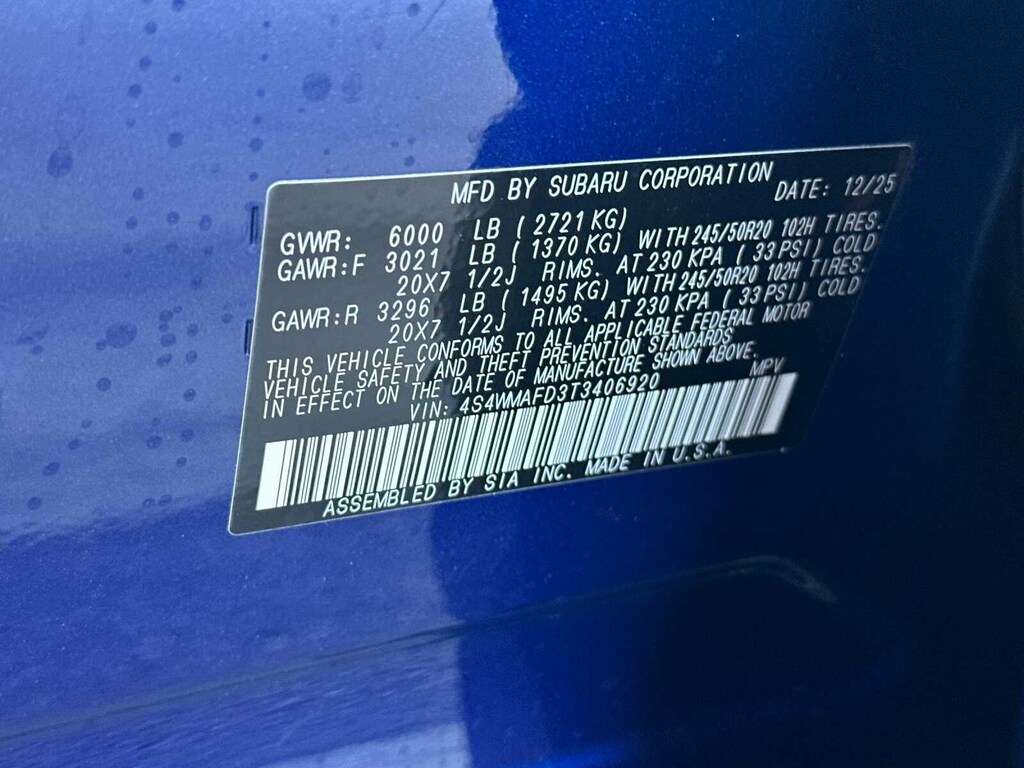 MFD BY SUBARU CORPORATION
DATE: 12/25
GVWR: 6000 LB ( 2721 KG)
GAWR:F 3021 LB ( 1370 KG) WITH 245/50R20 102H TIRES.
20X7 1/2J RIMS. AT 230 KPA ( 33 PSI) COLD
GAWR:R 3296 LB ( 1495 KG) WITH 245/50R20 102H TIRES.
20X7 1/2J RIMS. AT 230 KPA ( 33 PSI) COLD
THIS VEHICLE CONFORMS TO ALL APPLICABLE FEDERAL MOTOR
VEHICLE SAFETY AND THEFT PREVENTION STANDARDS
IN EFFECT ON THE DATE OF MANUFACTURE SHOWN ABOVE.
VIN: 4S4WMAFD3T3406920 MPV
ASSEMBLED BY SIA INC. MADE IN U.S.A.